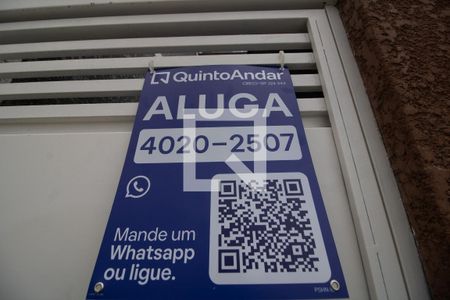 QuintoAndar
ALUGA
4020-2507
Mande um
Whatsapp
ou ligue.